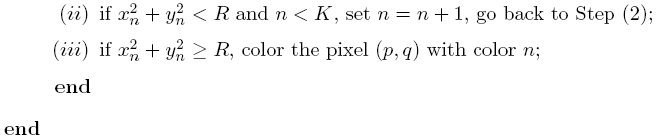 (ii) if x_n^2 + y_n^2 < R and n < K, set n = n + 1, go back to Step (2);
(iii) if x_n^2 + y_n^2 ≥ R, color the pixel (p, q) with color n;
end
end